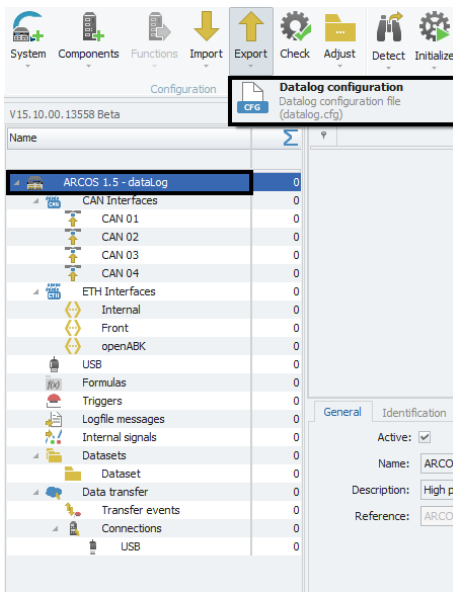 System Components Functions Import Export Check Adjust Detect Initialize
Configuration
CFG
Datalog configuration
Datalog configuration file
(datalog.cfg)
V15.10.00.13558 Beta
Name Σ
ARCOS 1.5 - dataLog 0
CAN Interfaces 0
CAN 01 0
CAN 02 0
CAN 03 0
CAN 04 0
ETH Interfaces 0
Internal 0
Front 0
openABK 0
USB 0
f(x) Formulas 0
Triggers 0
Logfile messages 0
Internal signals 0
Datasets 0
Dataset 0
Data transfer 0
Transfer events 0
Connections 0
USB 0
General Identification
Active:
Name: ARCO
Description: High p
Reference: ARCO